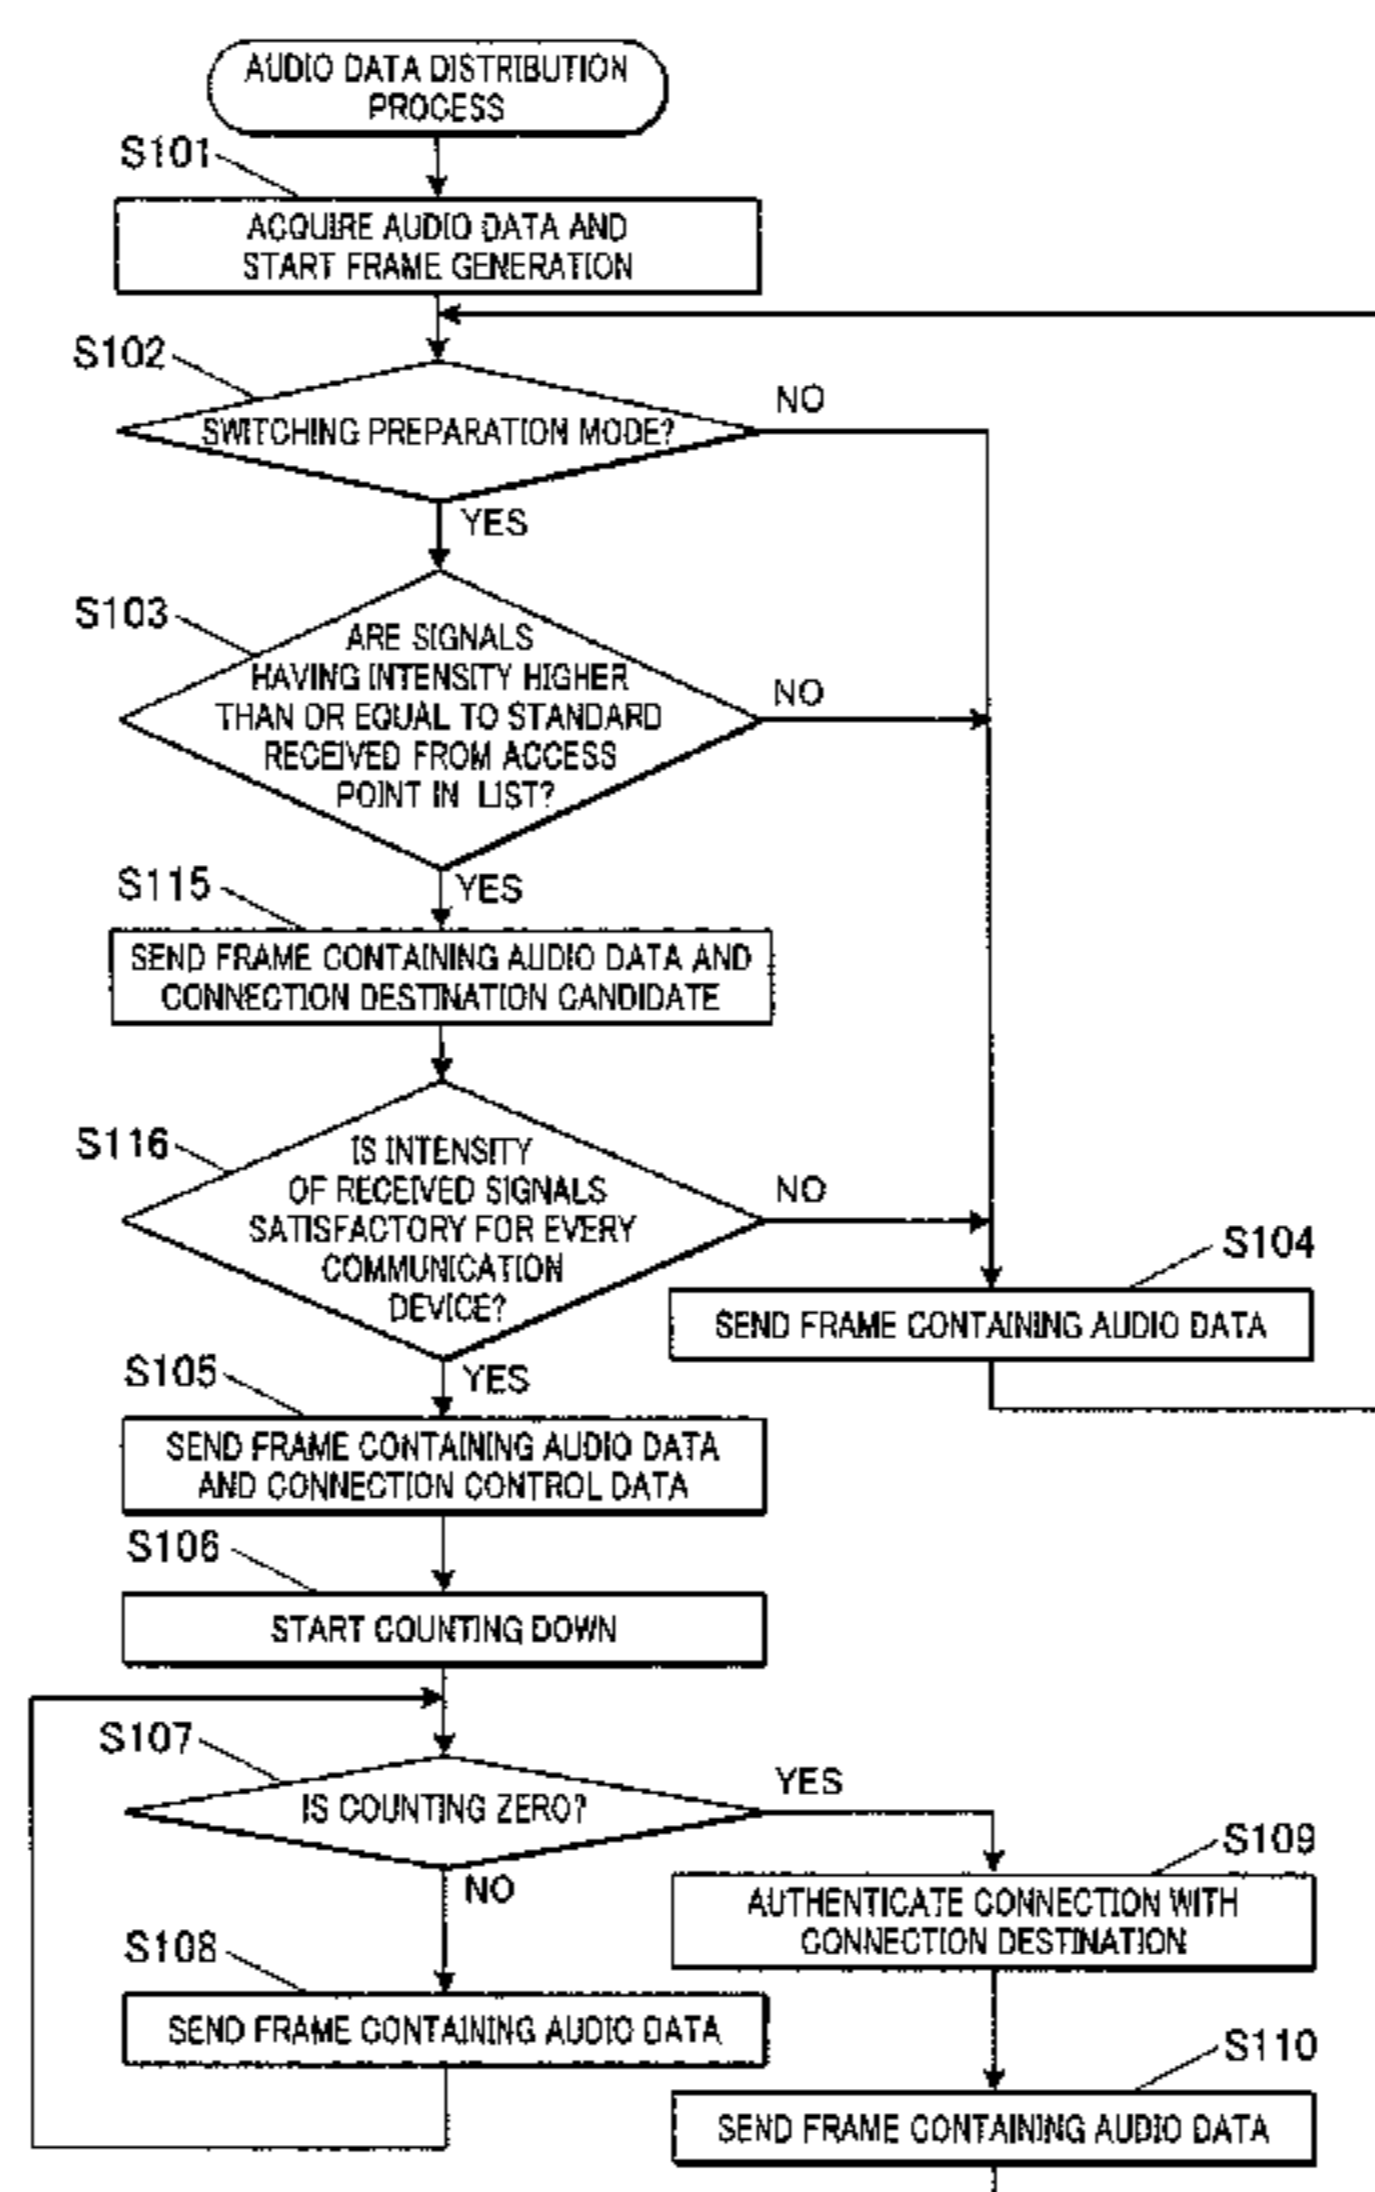 AUDIO DATA DISTRIBUTION
PROCESS
S101
ACQUIRE AUDIO DATA AND
START FRAME GENERATION
S102
SWITCHING PREPARATION MODE?
NO
YES
S103
ARE SIGNALS
HAVING INTENSITY HIGHER
THAN OR EQUAL TO STANDARD
RECEIVED FROM ACCESS
POINT IN LIST?
NO
YES
S115
SEND FRAME CONTAINING AUDIO DATA AND
CONNECTION DESTINATION CANDIDATE
S116
IS INTENSITY
OF RECEIVED SIGNALS
SATISFACTORY FOR EVERY
COMMUNICATION
DEVICE?
NO
YES
S104
SEND FRAME CONTAINING AUDIO DATA
S105
SEND FRAME CONTAINING AUDIO DATA
AND CONNECTION CONTROL DATA
S106
START COUNTING DOWN
S107
IS COUNTING ZERO?
YES
NO
S109
AUTHENTICATE CONNECTION WITH
CONNECTION DESTINATION
S108
SEND FRAME CONTAINING AUDIO DATA
S110
SEND FRAME CONTAINING AUDIO DATA